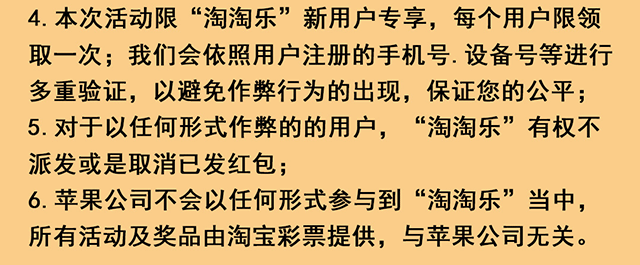 4.本次活动限“淘淘乐”新用户专享，每个用户限领
取一次；我们会依照用户注册的手机号.设备号等进行
多重验证，以避免作弊行为的出现，保证您的公平；
5.对于以任何形式作弊的的用户，“淘淘乐”有权不
派发或是取消已发红包；
6.苹果公司不会以任何形式参与到“淘淘乐”当中，
所有活动及奖品由淘宝彩票提供，与苹果公司无关。